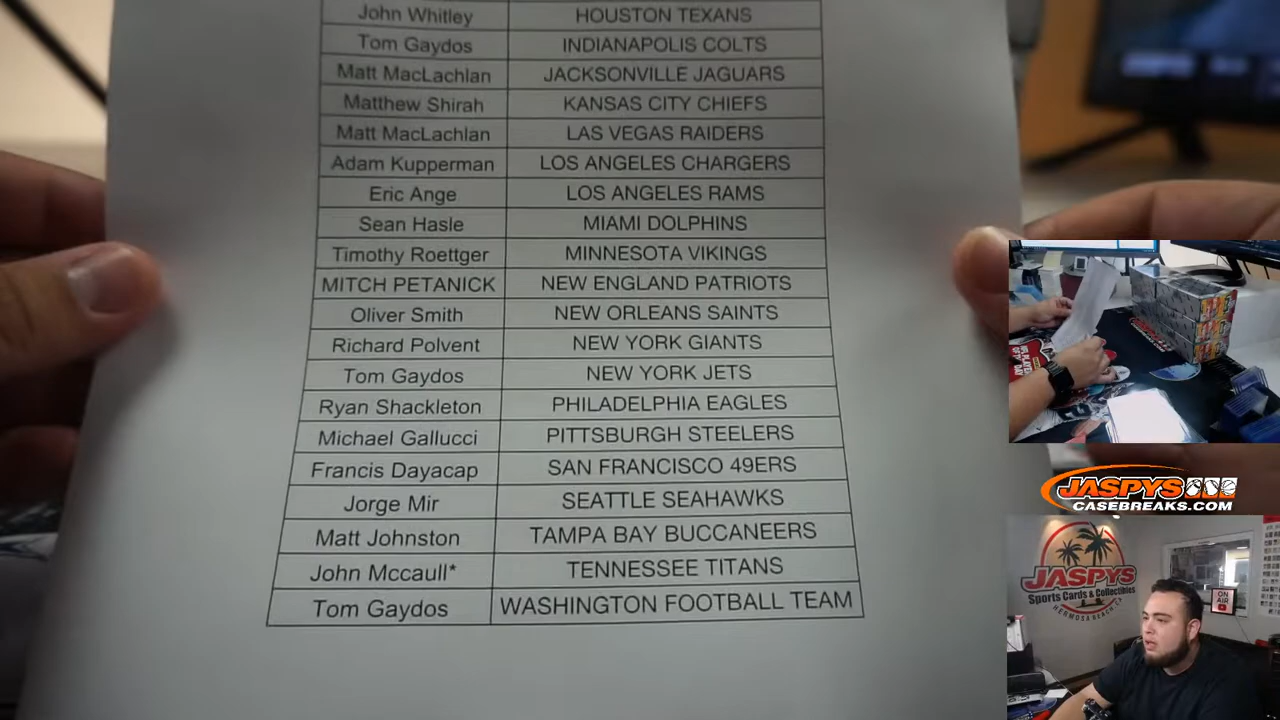 John Whitley HOUSTON TEXANS
Tom Gaydos INDIANAPOLIS COLTS
Matt MacLachlan JACKSONVILLE JAGUARS
Matthew Shirah KANSAS CITY CHIEFS
Matt MacLachlan LAS VEGAS RAIDERS
Adam Kupperman LOS ANGELES CHARGERS
Eric Ange LOS ANGELES RAMS
Sean Hasle MIAMI DOLPHINS
Timothy Roettger MINNESOTA VIKINGS
MITCH PETANICK NEW ENGLAND PATRIOTS
Oliver Smith NEW ORLEANS SAINTS
Richard Polvent NEW YORK GIANTS
Tom Gaydos NEW YORK JETS
Ryan Shackleton PHILADELPHIA EAGLES
Michael Gallucci PITTSBURGH STEELERS
Francis Dayacap SAN FRANCISCO 49ERS
Jorge Mir SEATTLE SEAHAWKS
Matt Johnston TAMPA BAY BUCCANEERS
John Mccaull* TENNESSEE TITANS
Tom Gaydos WASHINGTON FOOTBALL TEAM
JASPYS
CASEBREAKS.COM
JASPYS
Sports Cards & Collectibles
HERMOSA BEACH, CA
ON AIR